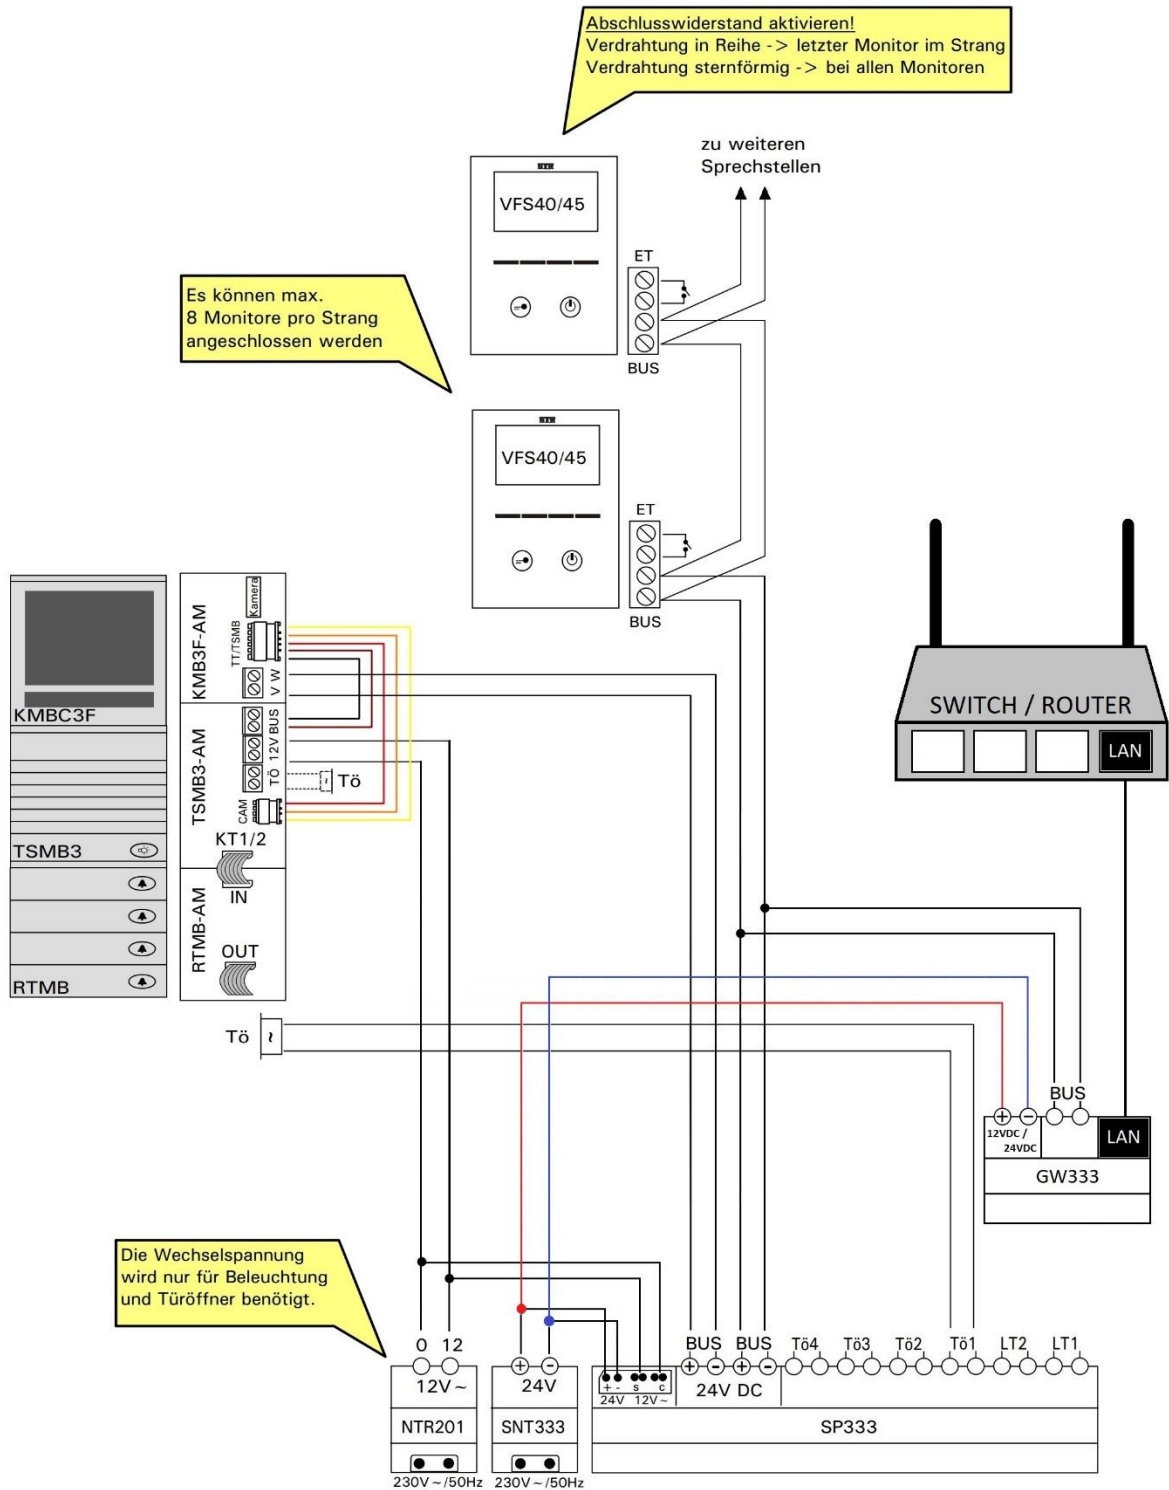 Abschlusswiderstand aktivieren!
Verdrahtung in Reihe -> letzter Monitor im Strang
Verdrahtung sternförmig -> bei allen Monitoren
zu weiteren
Sprechstellen
VFS40/45
ET
BUS
Es können max.
8 Monitore pro Strang
angeschlossen werden
VFS40/45
ET
BUS
KMBC3F
TSMB3
RTMB
KMB3F-AM
Kamera
TT/TSMB
V W
TSMB3-AM
TÖ 12V BUS
CAM
Tö
KT1/2
IN
RTMB-AM
OUT
Tö
~
SWITCH / ROUTER
LAN
BUS
+ −
12VDC /
24VDC
LAN
GW333
Die Wechselspannung
wird nur für Beleuchtung
und Türöffner benötigt.
0 12
12V ~
NTR201
230V ~/50Hz
+ −
24V
SNT333
230V ~/50Hz
BUS BUS Tö4 Tö3 Tö2 Tö1 LT2 LT1
+ - s c
24V 12V ~
+ − + −
24V DC
SP333